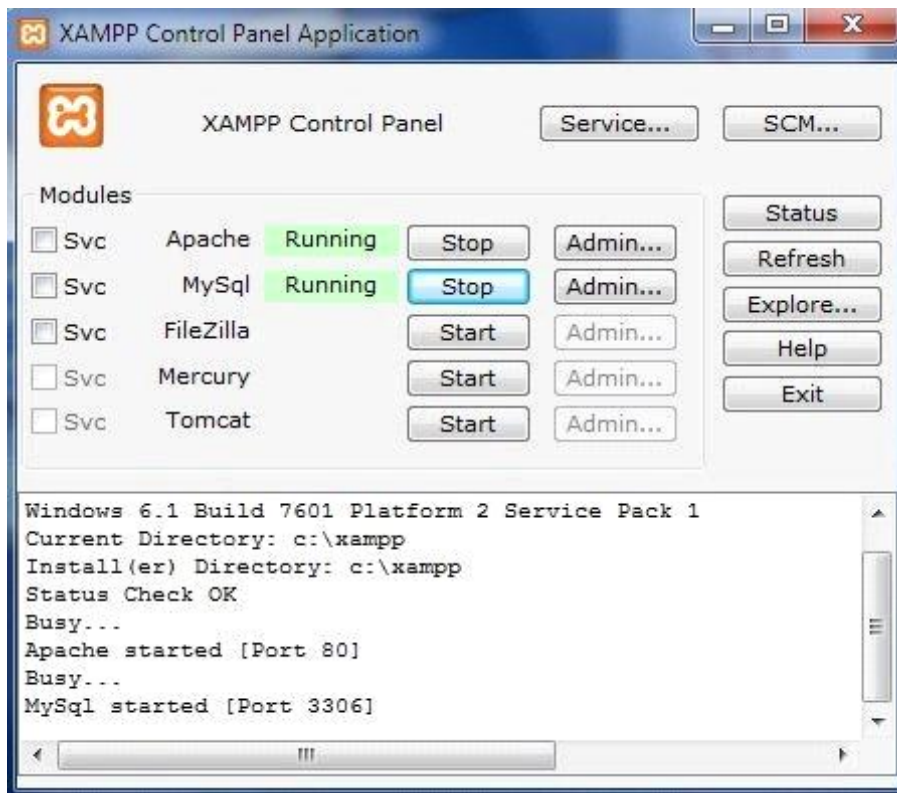 XAMPP Control Panel Application
XAMPP Control Panel Service... SCM...
Modules
Svc Apache Running Stop Admin...
Svc MySql Running Stop Admin...
Svc FileZilla Start Admin...
Svc Mercury Start Admin...
Svc Tomcat Start Admin...
Status
Refresh
Explore...
Help
Exit
Windows 6.1 Build 7601 Platform 2 Service Pack 1
Current Directory: c:\xampp
Install(er) Directory: c:\xampp
Status Check OK
Busy...
Apache started [Port 80]
Busy...
MySql started [Port 3306]